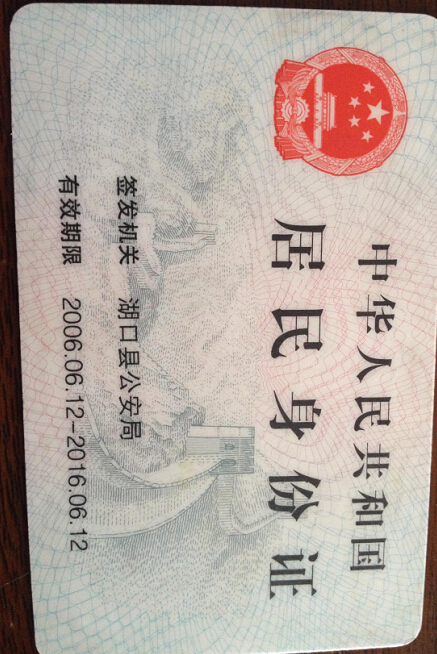 中华人民共和国
居民身份证
签发机关 湖口县公安局
有效期限 2006.06.12-2016.06.12